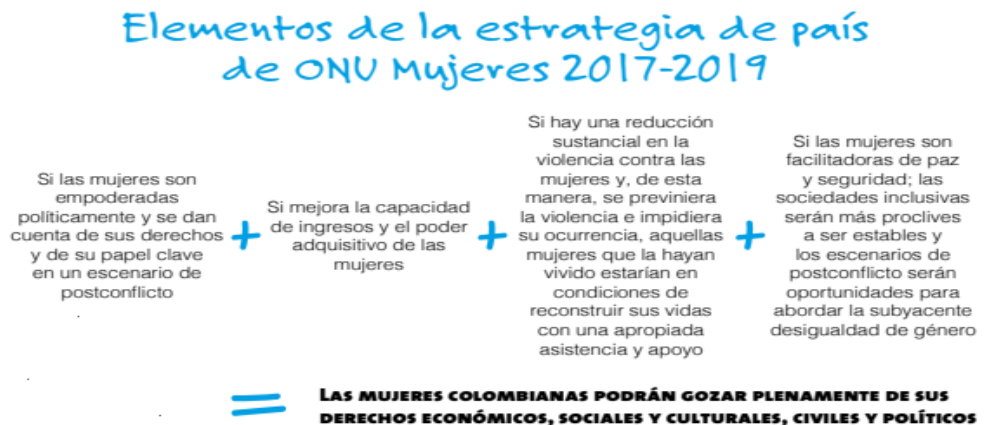 Elementos de la estrategia de país
de ONU Mujeres 2017-2019
Si las mujeres son
empoderadas
políticamente y se dan
cuenta de sus derechos
y de su papel clave
en un escenario de
postconflicto
+
Si mejora la capacidad
de ingresos y el poder
adquisitivo de las
mujeres
+
Si hay una reducción
sustancial en la
violencia contra las
mujeres y, de esta
manera, se previniera
la violencia e impidiera
su ocurrencia, aquellas
mujeres que la hayan
vivido estarían en
condiciones de
reconstruir sus vidas
con una apropiada
asistencia y apoyo
+
Si las mujeres son
facilitadoras de paz
y seguridad; las
sociedades inclusivas
serán más proclives
a ser estables y
los escenarios de
postconflicto serán
oportunidades para
abordar la subyacente
desigualdad de género
=
LAS MUJERES COLOMBIANAS PODRÁN GOZAR PLENAMENTE DE SUS
DERECHOS ECONÓMICOS, SOCIALES Y CULTURALES, CIVILES Y POLÍTICOS